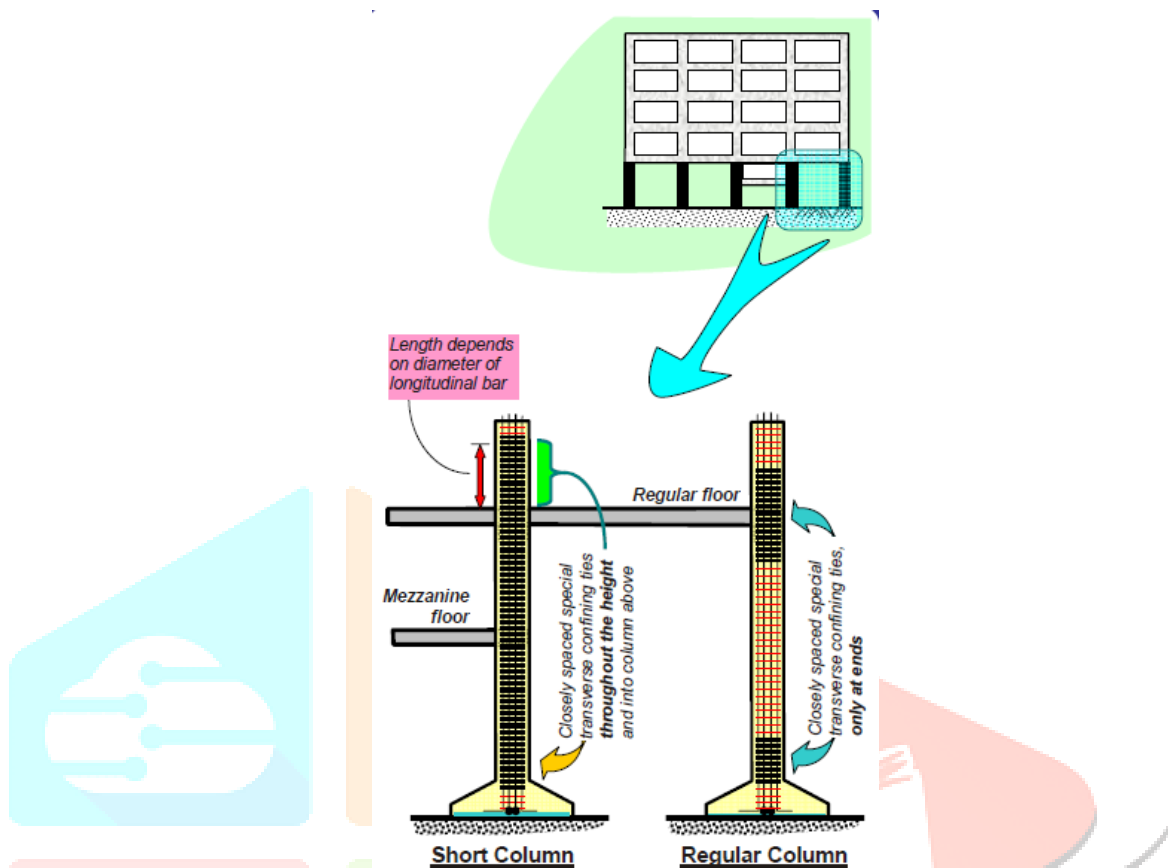 Length depends
on diameter of
longitudinal bar
Regular floor
Mezzanine
floor
Closely spaced special
transverse confining ties
throughout the height
and into column above
Closely spaced special
transverse confining ties,
only at ends
Short Column
Regular Column